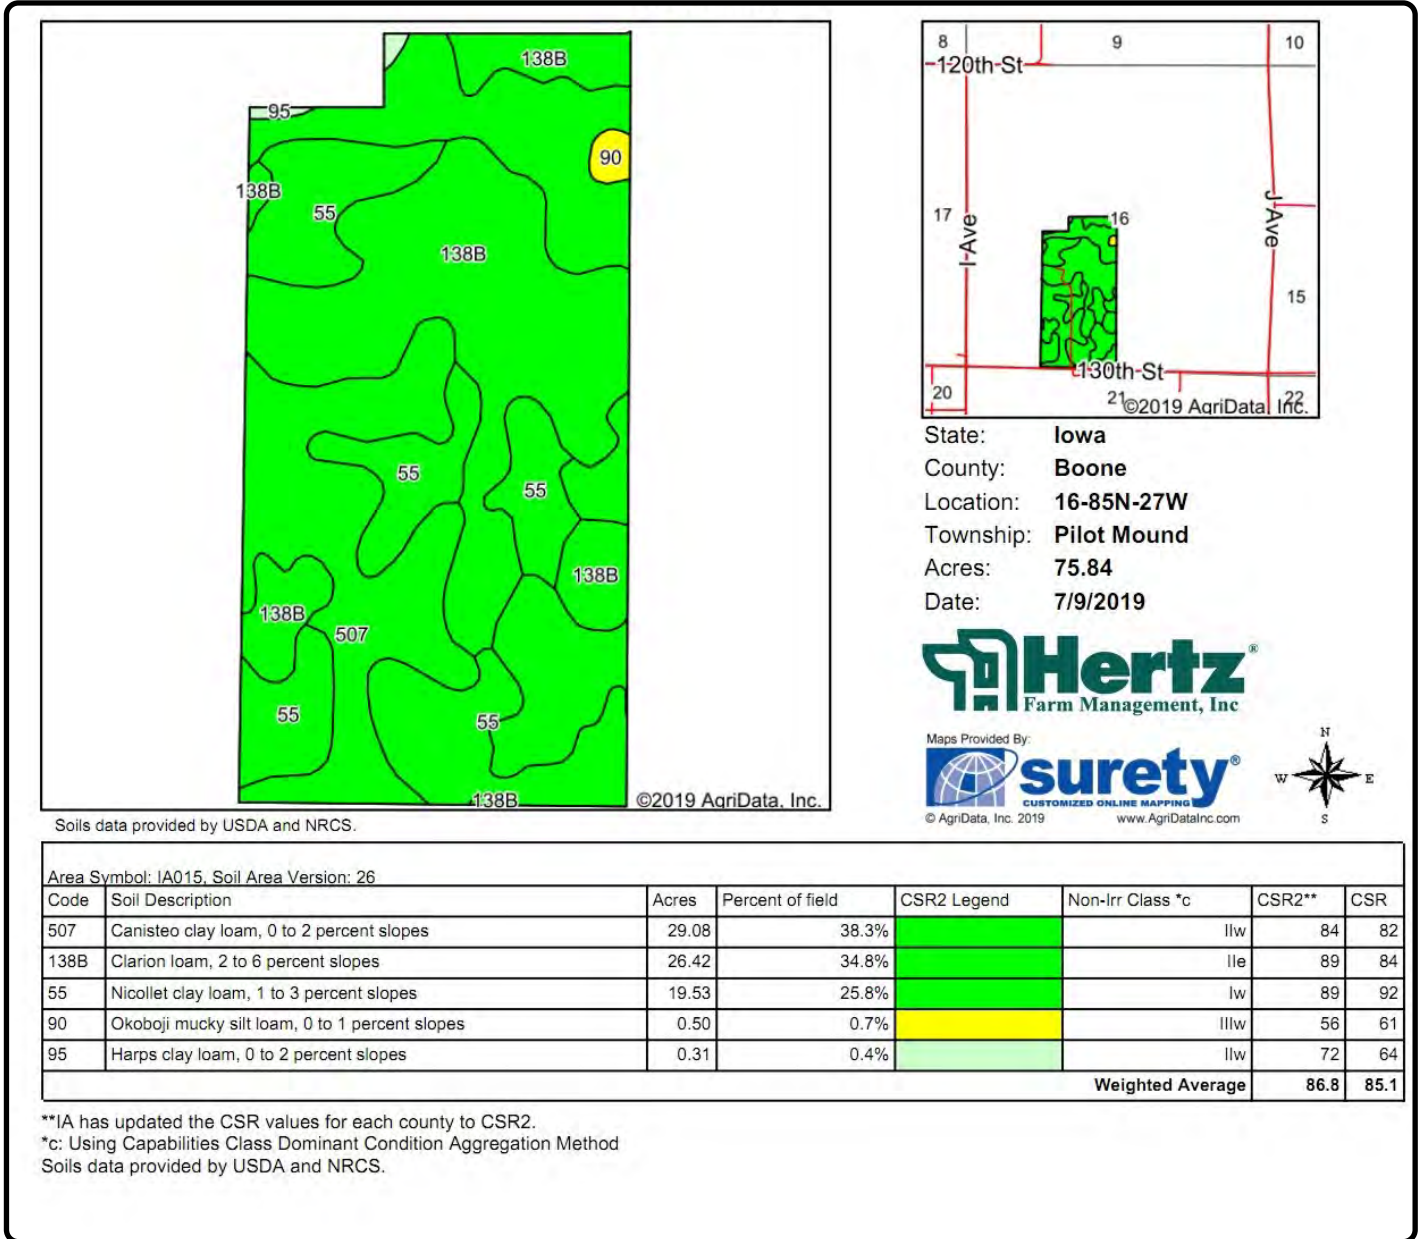 138B
95
90
138B
55
138B
55
55
138B
138B
507
55
55
138B
©2019 AgriData, Inc.
Soils data provided by USDA and NRCS.
8
9
10
120th St
17
I-Ave
16
J-Ave
15
130th St
20
21
22
©2019 AgriData, Inc.
State: Iowa
County: Boone
Location: 16-85N-27W
Township: Pilot Mound
Acres: 75.84
Date: 7/9/2019
Hertz®
Farm Management, Inc
Maps Provided By:
surety®
CUSTOMIZED ONLINE MAPPING
© AgriData, Inc. 2019 www.AgriDataInc.com
N
W E
S
Area Symbol: IA015, Soil Area Version: 26
Code Soil Description Acres Percent of field CSR2 Legend Non-Irr Class *c CSR2** CSR
507 Canisteo clay loam, 0 to 2 percent slopes 29.08 38.3% IIw 84 82
138B Clarion loam, 2 to 6 percent slopes 26.42 34.8% IIe 89 84
55 Nicollet clay loam, 1 to 3 percent slopes 19.53 25.8% Iw 89 92
90 Okoboji mucky silt loam, 0 to 1 percent slopes 0.50 0.7% IIIw 56 61
95 Harps clay loam, 0 to 2 percent slopes 0.31 0.4% IIw 72 64
Weighted Average 86.8 85.1
**IA has updated the CSR values for each county to CSR2.
*c: Using Capabilities Class Dominant Condition Aggregation Method
Soils data provided by USDA and NRCS.